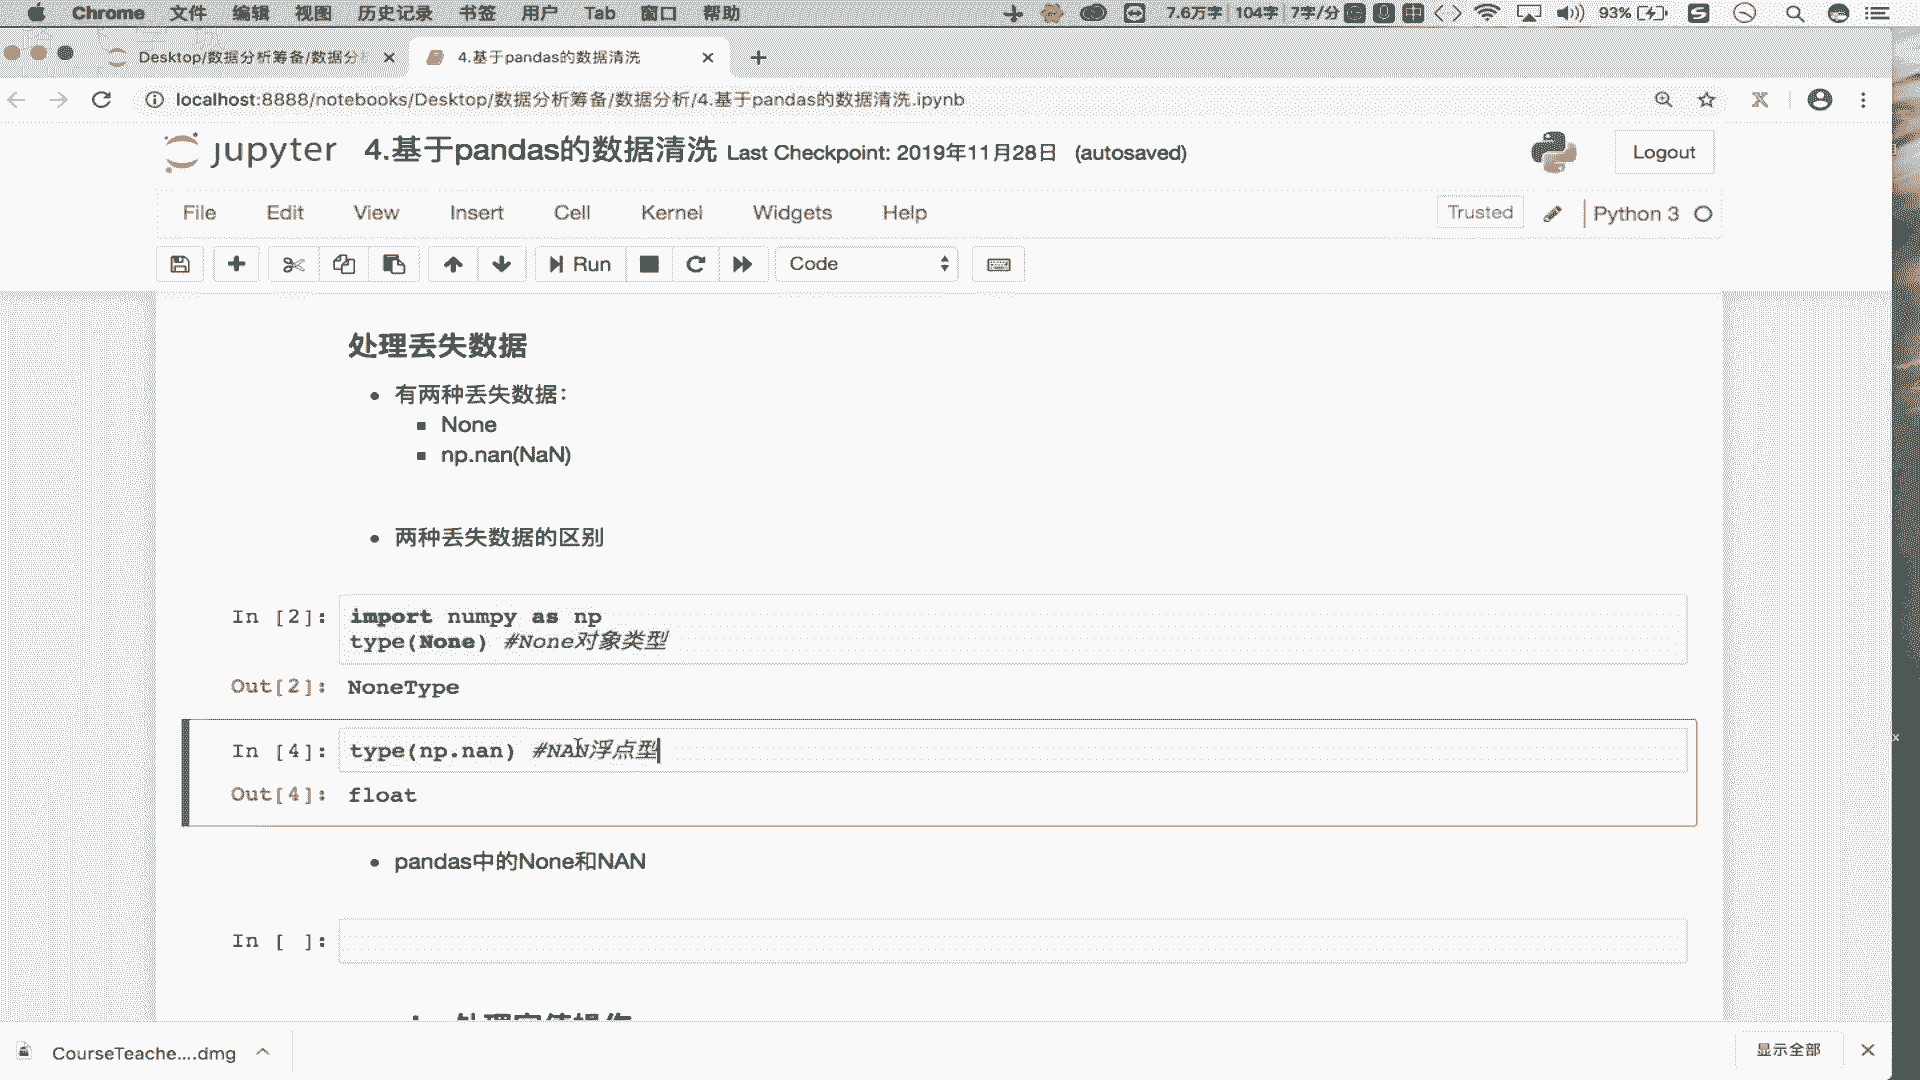 Chrome 文件 编辑 视图 历史记录 书签 用户 Tab 窗口 帮助 7.6万字 104字 7字/分 中 93%
Desktop/数据分析筹备/数据分 4.基于pandas的数据清洗
localhost:8888/notebooks/Desktop/数据分析筹备/数据分析/4.基于pandas的数据清洗.ipynb
jupyter 4.基于pandas的数据清洗 Last Checkpoint: 2019年11月28日 (autosaved) Logout
File Edit View Insert Cell Kernel Widgets Help Trusted Python 3
Run Code
处理丢失数据
有两种丢失数据：
None
np.nan(NaN)
两种丢失数据的区别
In [2]: import numpy as np
type(None) #None对象类型
Out[2]: NoneType
In [4]: type(np.nan) #NAN浮点型
Out[4]: float
pandas中的None和NAN
In [ ]:
CourseTeache....dmg 显示全部